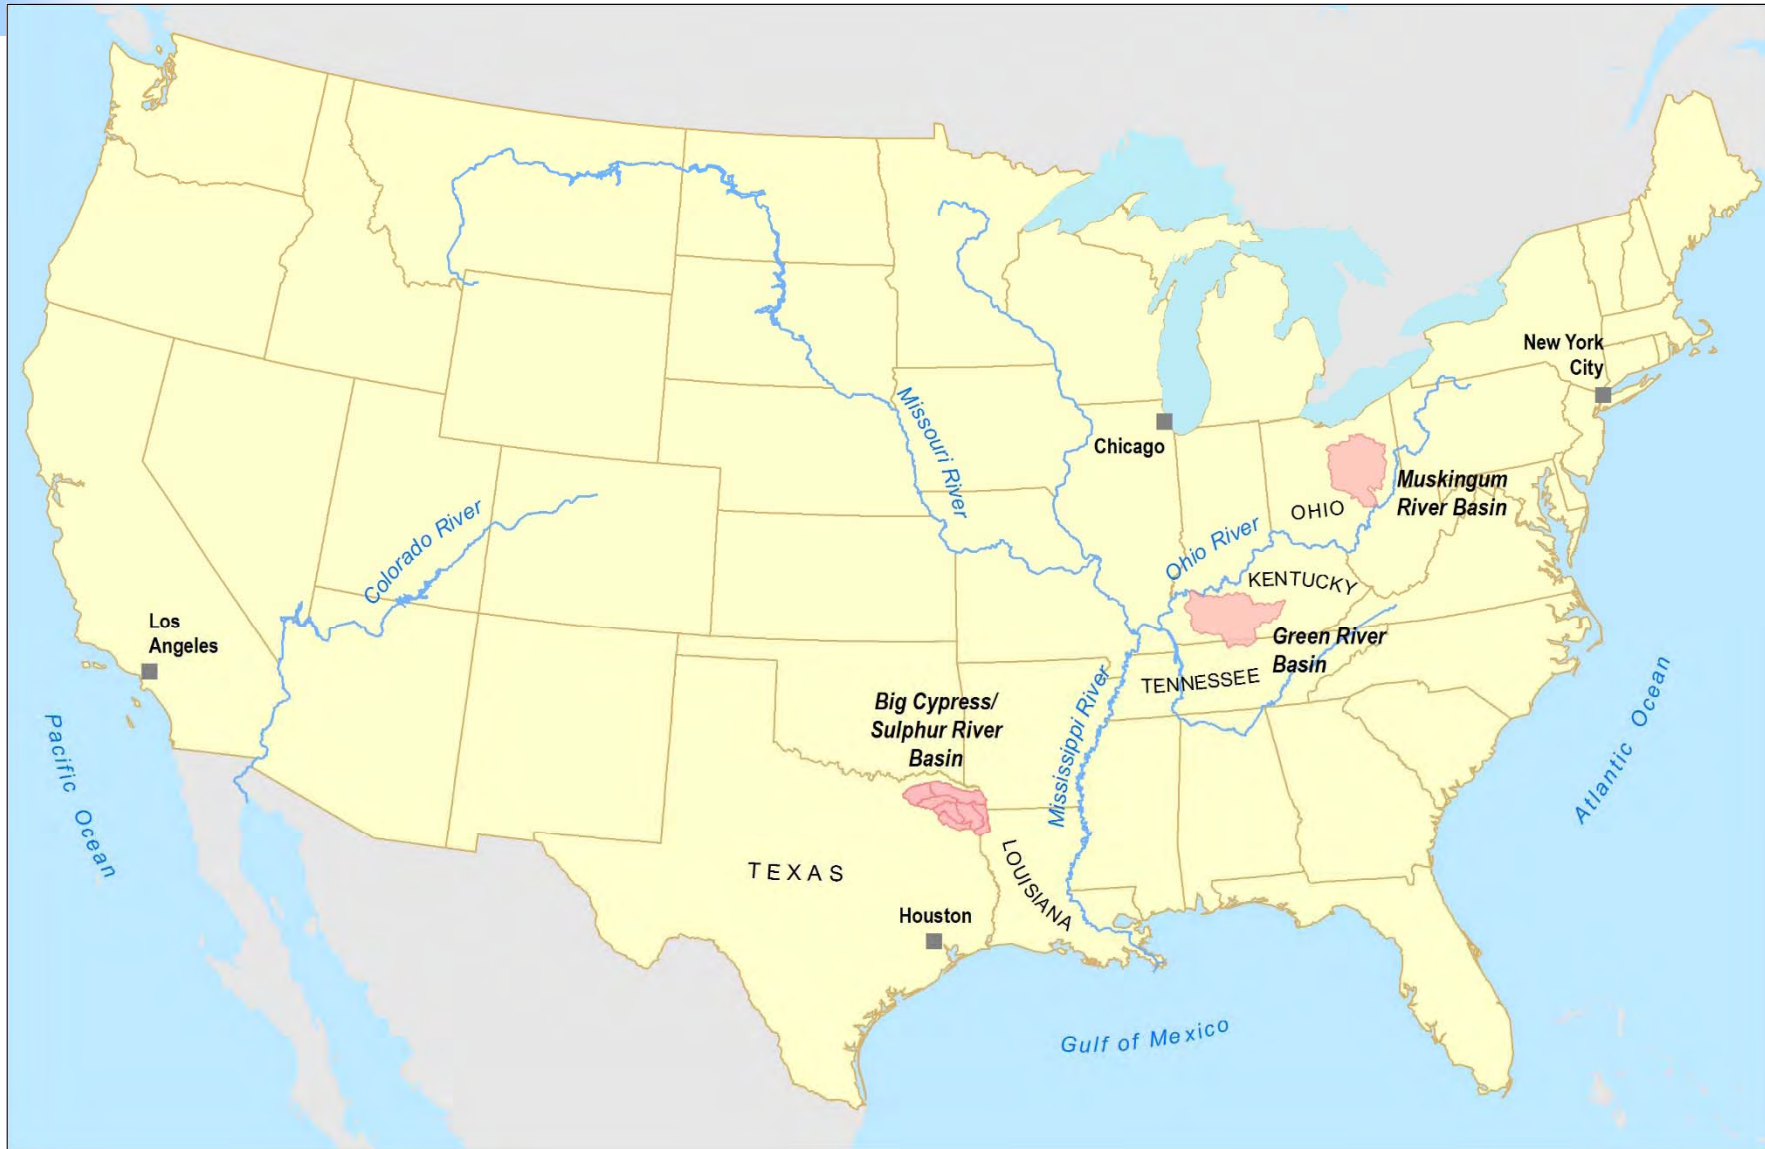 New York
City
Chicago
Missouri River
Muskingum
River Basin
OHIO
Ohio River
Colorado River
KENTUCKY
Los
Angeles
Green River
Basin
TENNESSEE
Mississippi River
Big Cypress/
Sulphur River
Basin
Pacific Ocean
Atlantic Ocean
TEXAS
LOUISIANA
Houston
Gulf of Mexico